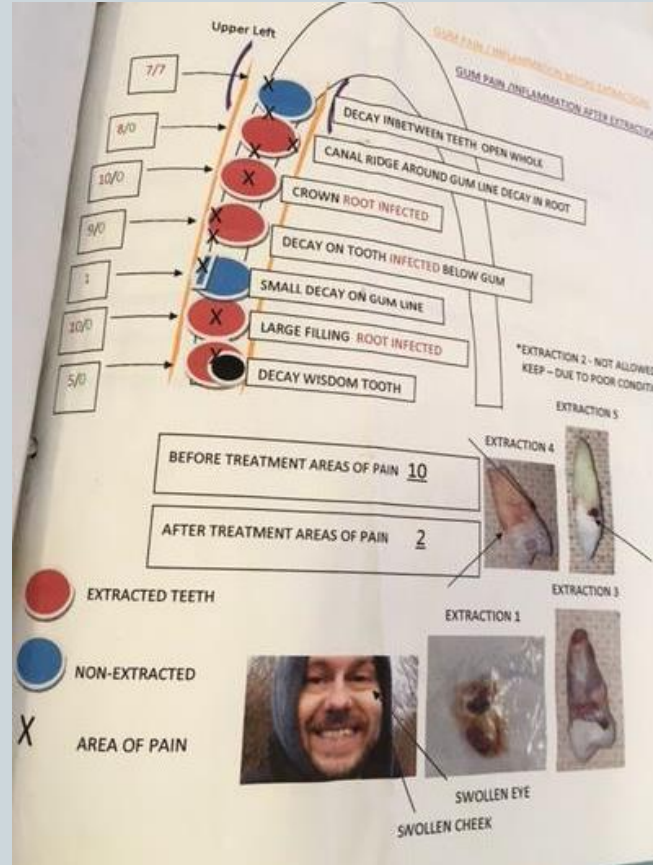 Upper Left
GUM PAIN / INFLAMMATION BEFORE EXTRACTIONS
GUM PAIN /INFLAMMATION AFTER EXTRACTION
7/7
8/0
10/0
9/0
1
10/0
5/0
DECAY INBETWEEN TEETH OPEN WHOLE
CANAL RIDGE AROUND GUM LINE DECAY IN ROOT
CROWN ROOT INFECTED
DECAY ON TOOTH INFECTED BELOW GUM
SMALL DECAY ON GUM LINE
LARGE FILLING ROOT INFECTED
DECAY WISDOM TOOTH
*EXTRACTION 2 - NOT ALLOWED
KEEP – DUE TO POOR CONDITI
BEFORE TREATMENT AREAS OF PAIN 10
AFTER TREATMENT AREAS OF PAIN 2
EXTRACTION 4
EXTRACTION 5
EXTRACTED TEETH
NON-EXTRACTED
X AREA OF PAIN
EXTRACTION 1
EXTRACTION 3
SWOLLEN EYE
SWOLLEN CHEEK